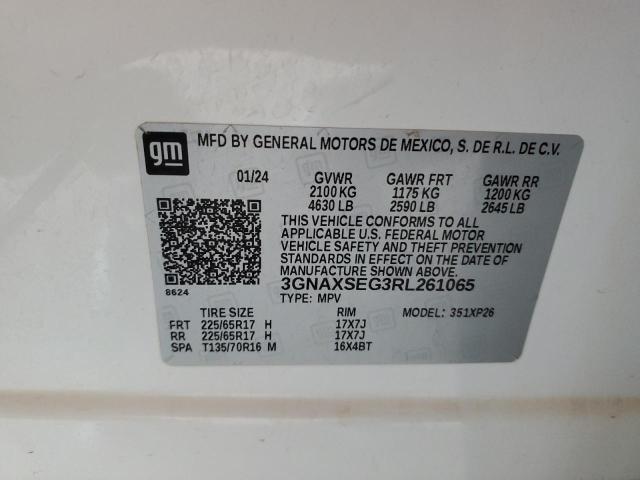 gm
MFD BY GENERAL MOTORS DE MEXICO, S. DE R.L. DE C.V.
01/24 GVWR GAWR FRT GAWR RR
2100 KG 1175 KG 1200 KG
4630 LB 2590 LB 2645 LB
THIS VEHICLE CONFORMS TO ALL
APPLICABLE U.S. FEDERAL MOTOR
VEHICLE SAFETY AND THEFT PREVENTION
STANDARDS IN EFFECT ON THE DATE OF
MANUFACTURE SHOWN ABOVE.
8624 3GNAXSEG3RL261065
TYPE: MPV
TIRE SIZE RIM MODEL: 351XP26
FRT 225/65R17 H 17X7J
RR 225/65R17 H 17X7J
SPA T135/70R16 M 16X4BT